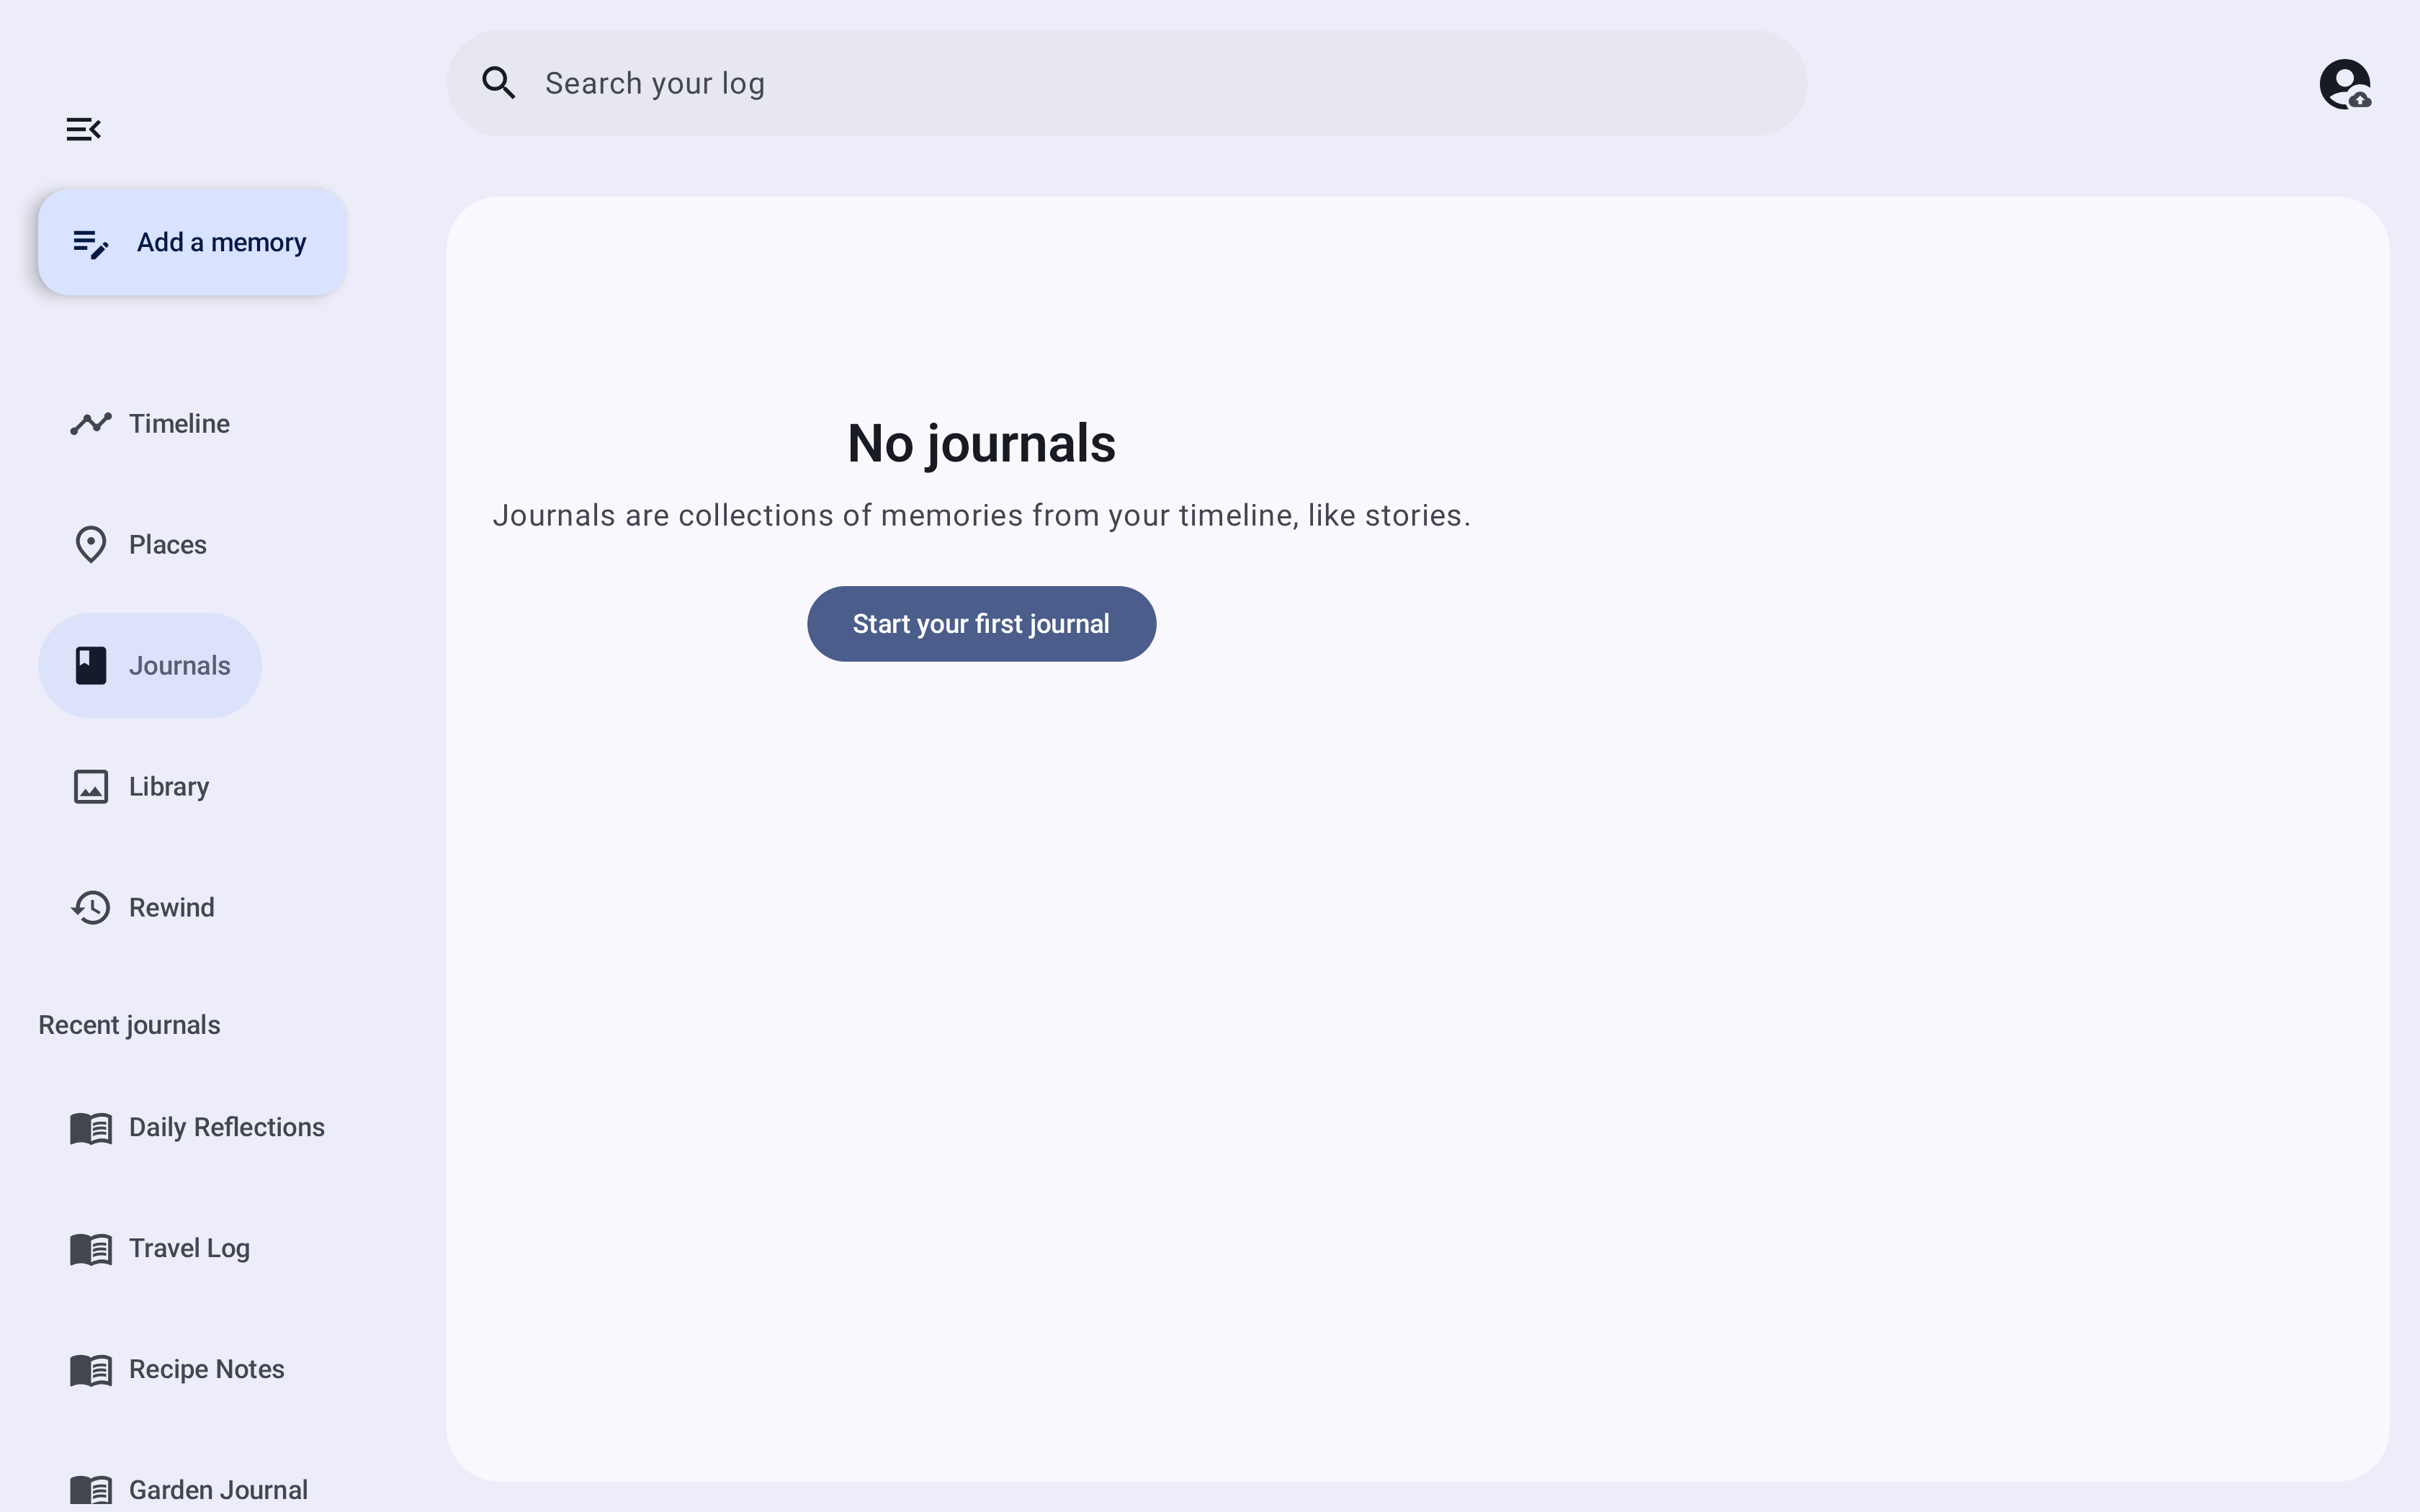 Search your log
Add a memory
Timeline
Places
Journals
Library
Rewind
Recent journals
Daily Reflections
Travel Log
Recipe Notes
Garden Journal
No journals
Journals are collections of memories from your timeline, like stories.
Start your first journal